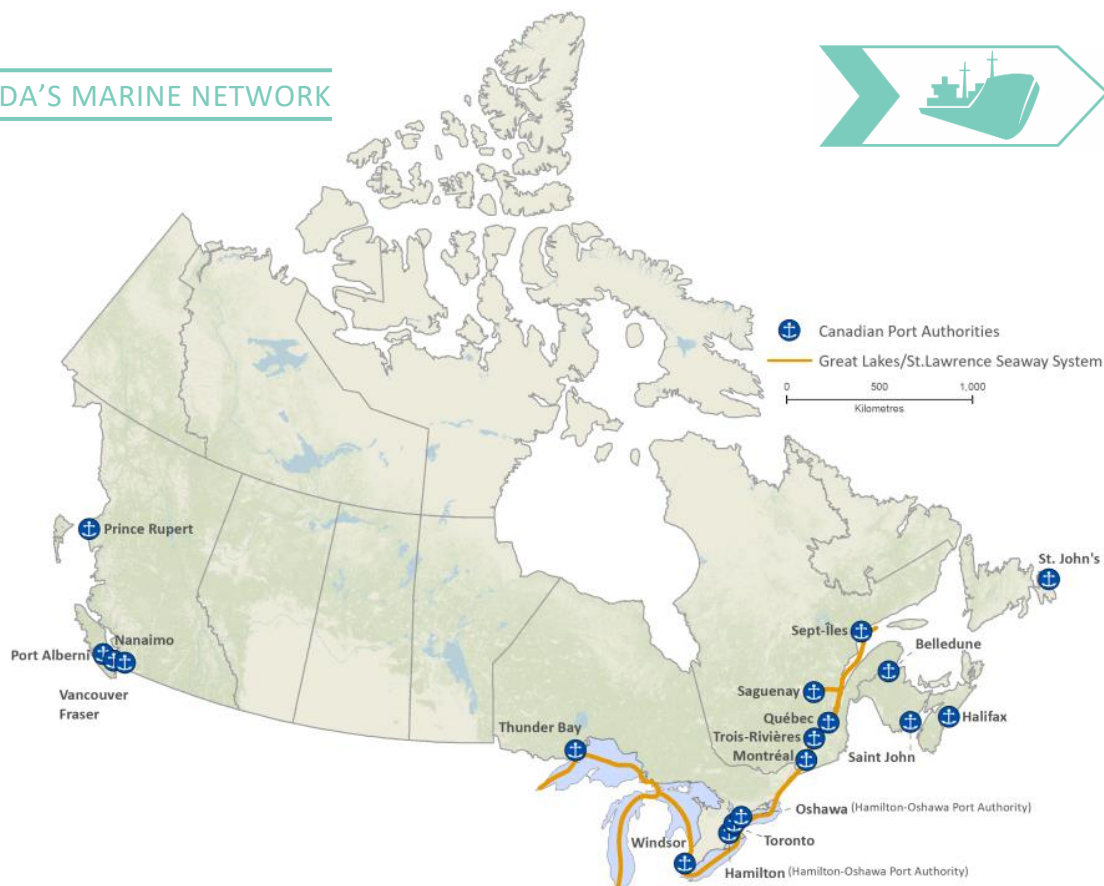 DA'S MARINE NETWORK
Canadian Port Authorities
Great Lakes/St.Lawrence Seaway System
0 500 1,000
Kilometres
Prince Rupert
St. John's
Sept-Îles
Belledune
Nanaimo
Port Alberni
Vancouver
Fraser
Saguenay
Québec
Halifax
Trois-Rivières
Thunder Bay
Montréal
Saint John
Oshawa (Hamilton-Oshawa Port Authority)
Toronto
Windsor
Hamilton (Hamilton-Oshawa Port Authority)